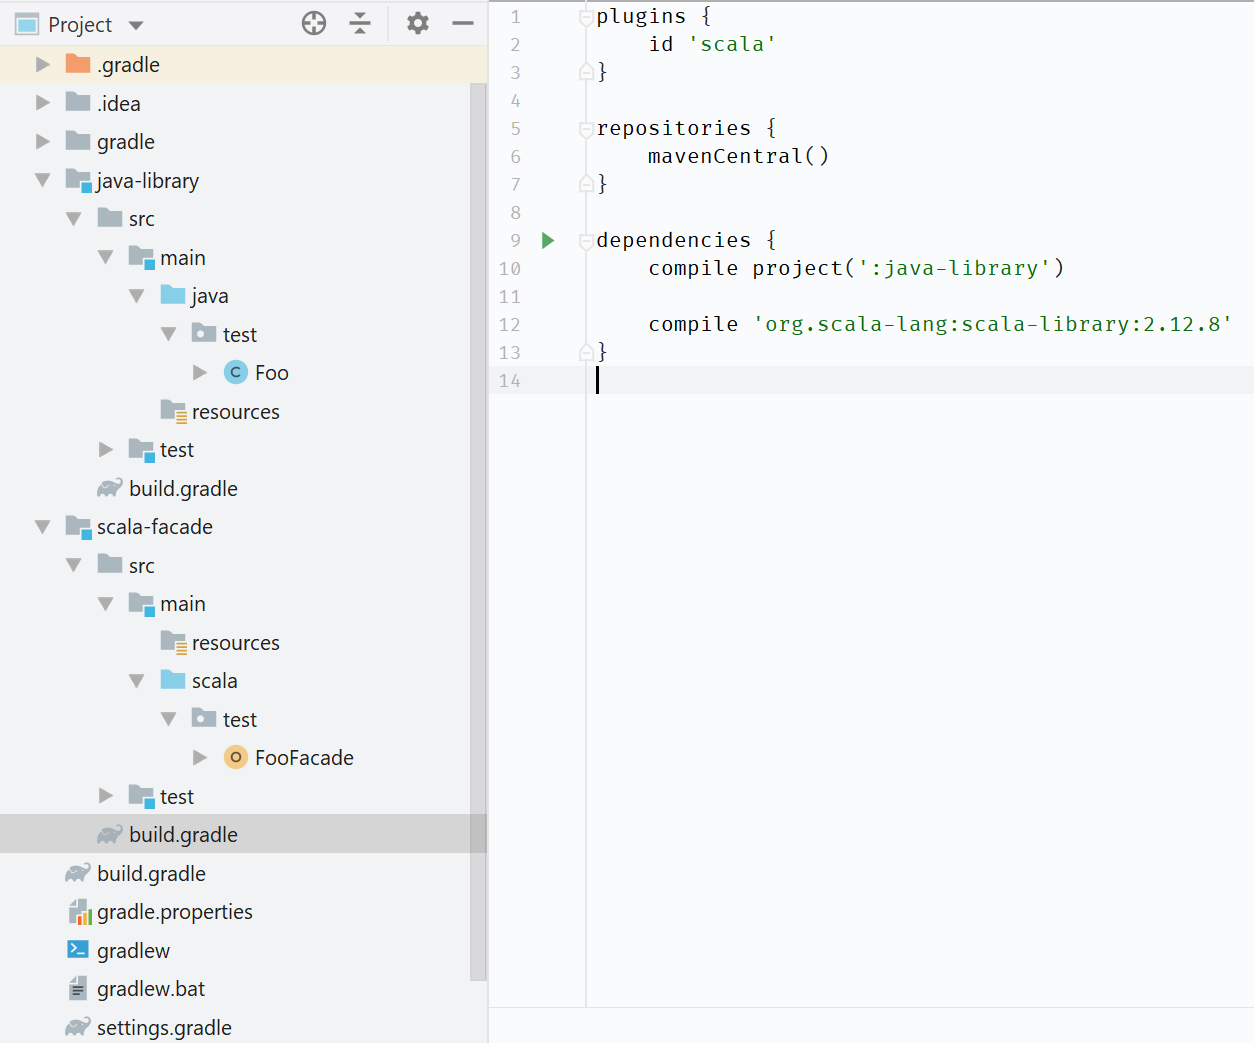 Project
.gradle
.idea
gradle
java-library
src
main
java
test
C Foo
resources
test
build.gradle
scala-facade
src
main
resources
scala
test
O FooFacade
test
build.gradle
build.gradle
gradle.properties
gradlew
gradlew.bat
settings.gradle
1 plugins {
2     id 'scala'
3 }
4
5 repositories {
6     mavenCentral()
7 }
8
9 dependencies {
10     compile project(':java-library')
11
12     compile 'org.scala-lang:scala-library:2.12.8'
13 }
14